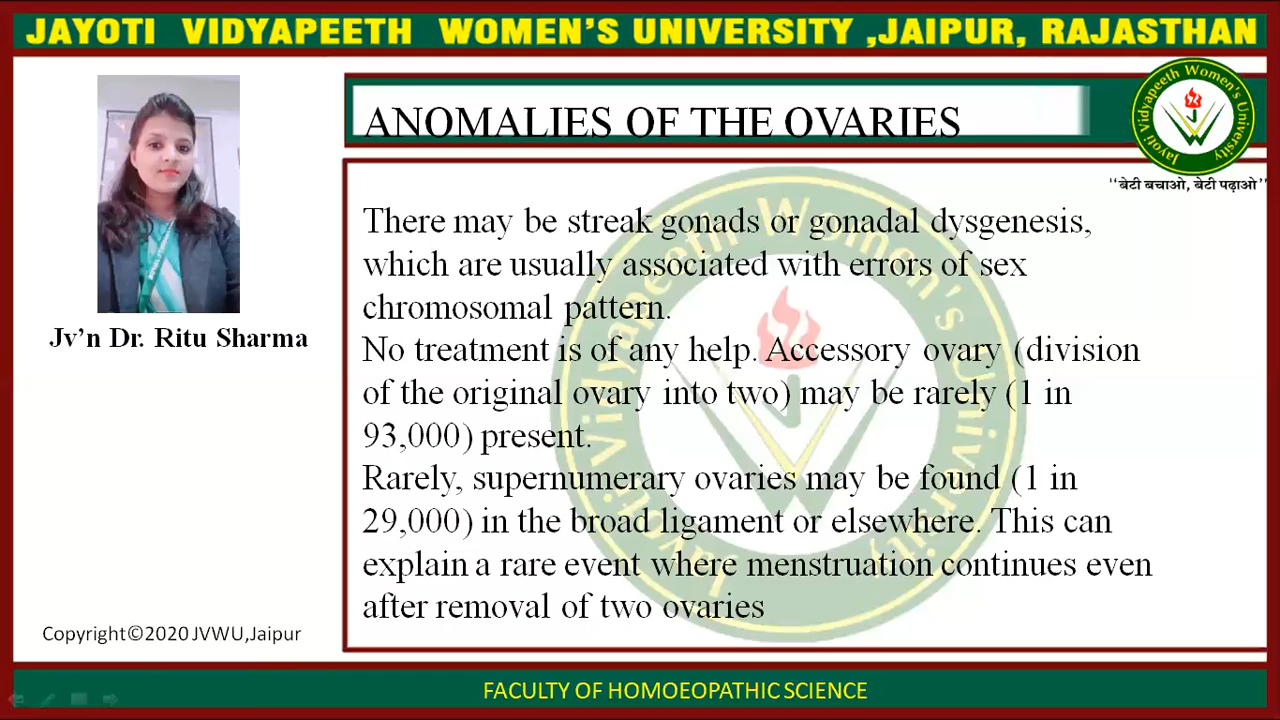 JAYOTI VIDYAPEETH WOMEN'S UNIVERSITY ,JAIPUR, RAJASTHAN
ANOMALIES OF THE OVARIES
Jayoti Vidyapeeth Women's University
‘‘बेटी बचाओ, बेटी पढ़ाओ’’
Jv’n Dr. Ritu Sharma
There may be streak gonads or gonadal dysgenesis,
which are usually associated with errors of sex
chromosomal pattern.
No treatment is of any help. Accessory ovary (division
of the original ovary into two) may be rarely (1 in
93,000) present.
Rarely, supernumerary ovaries may be found (1 in
29,000) in the broad ligament or elsewhere. This can
explain a rare event where menstruation continues even
after removal of two ovaries
Jayoti Vidyapeeth Women's University
Copyright©2020 JVWU,Jaipur
FACULTY OF HOMOEOPATHIC SCIENCE